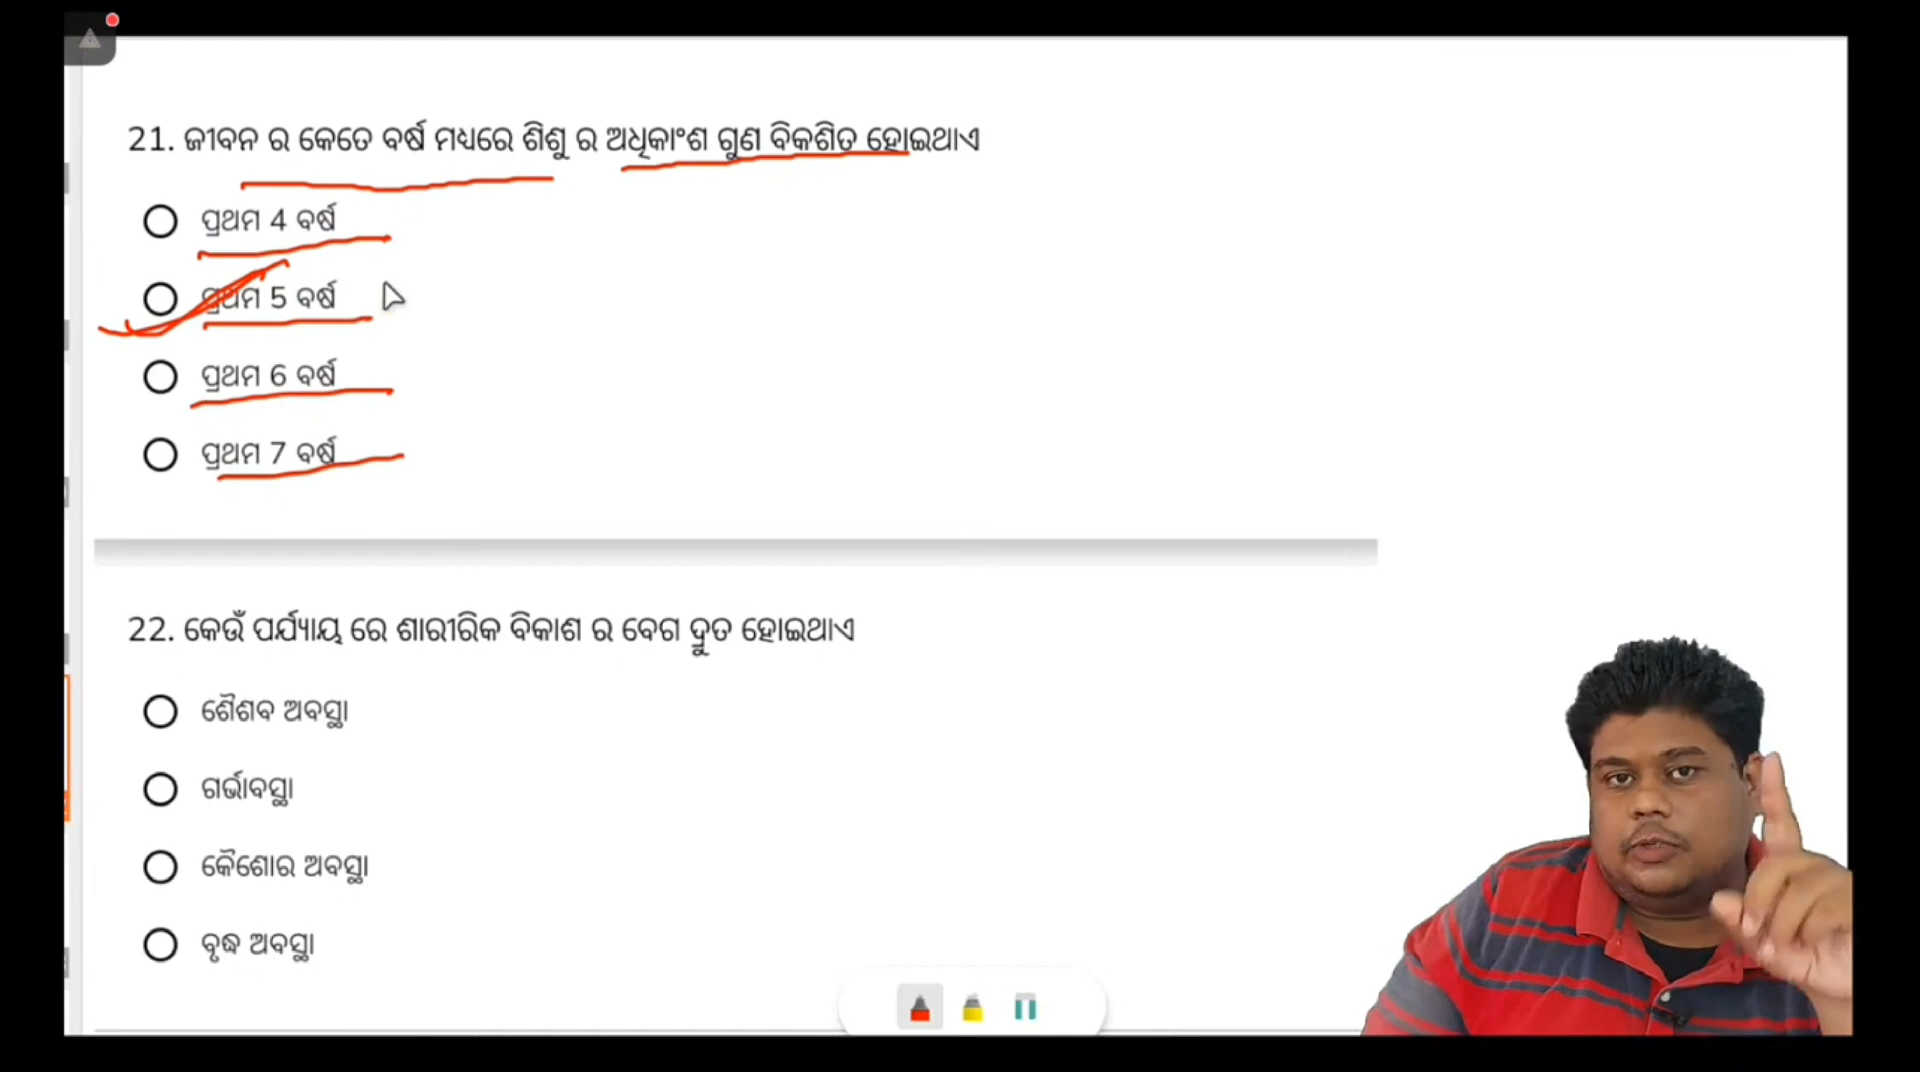 21. ଜୀବନ ର କେତେ ବର୍ଷ ମଧ୍ୟରେ ଶିଶୁ ର ଅଧିକାଂଶ ଗୁଣ ବିକଶିତ ହୋଇଥାଏ
ପ୍ରଥମ 4 ବର୍ଷ
ପ୍ରଥମ 5 ବର୍ଷ
ପ୍ରଥମ 6 ବର୍ଷ
ପ୍ରଥମ 7 ବର୍ଷ
22. କେଉଁ ପର୍ଯ୍ୟାୟ ରେ ଶାରୀରିକ ବିକାଶ ର ବେଗ ଦ୍ରୁତ ହୋଇଥାଏ
ଶୈଶବ ଅବସ୍ଥା
ଗର୍ଭାବସ୍ଥା
କୈଶୋର ଅବସ୍ଥା
ବୃଦ୍ଧ ଅବସ୍ଥା